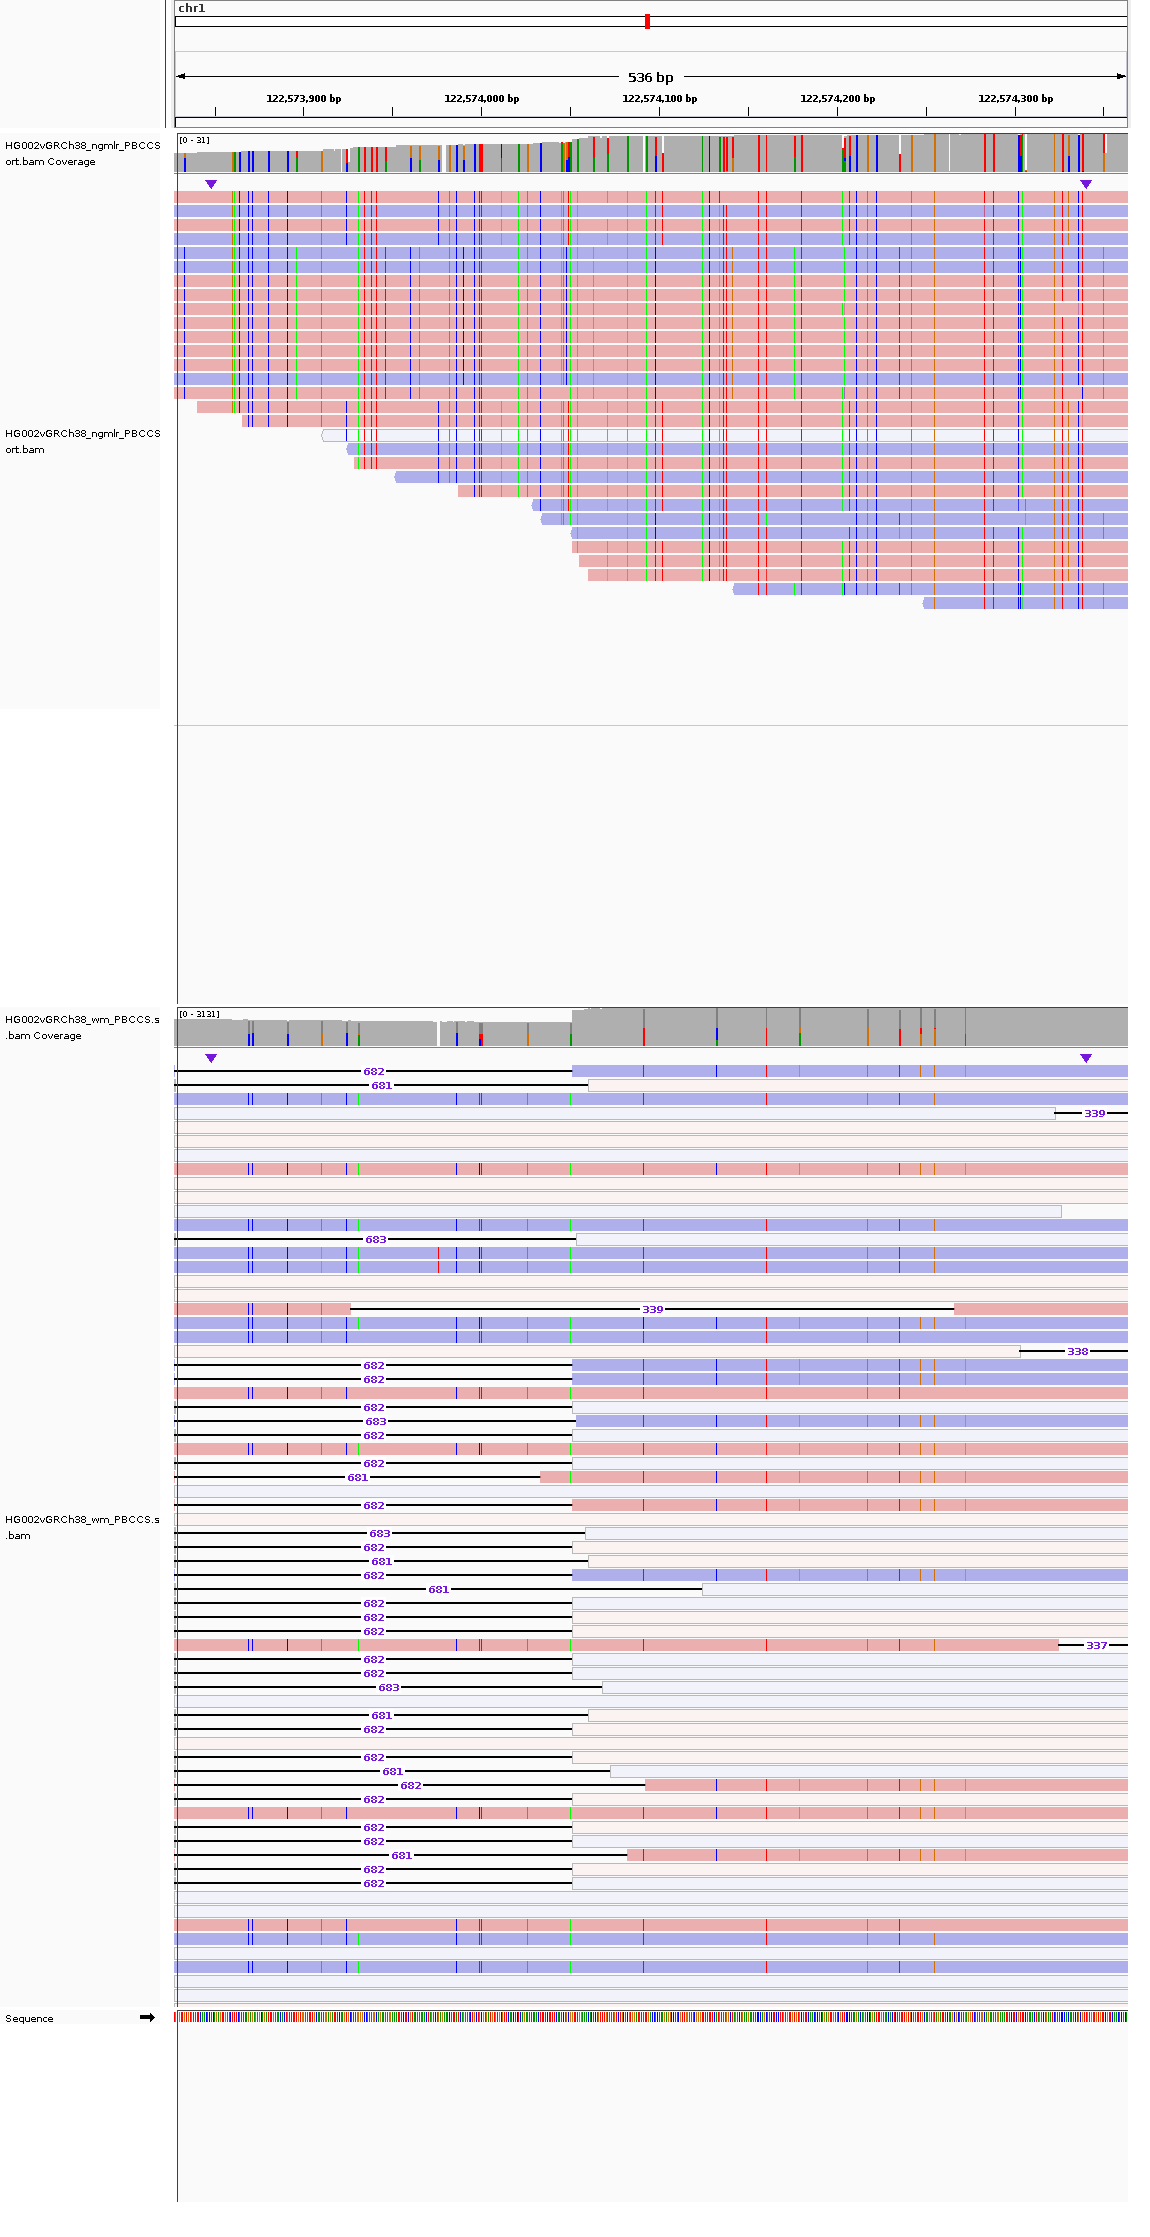 chr1
536 bp
122,573,900 bp 122,574,000 bp 122,574,100 bp 122,574,200 bp 122,574,300 bp
HG002vGRCh38_ngmlr_PBCCS
ort.bam Coverage
[0 - 31]
HG002vGRCh38_ngmlr_PBCCS
ort.bam
HG002vGRCh38_wm_PBCCS.s
.bam Coverage
[0 - 3131]
682
681
339
683
339
338
682
682
682
683
682
682
681
682
HG002vGRCh38_wm_PBCCS.s
.bam
683
682
681
682
681
682
682
682
337
682
682
683
681
682
682
681
682
682
682
682
681
682
682
Sequence